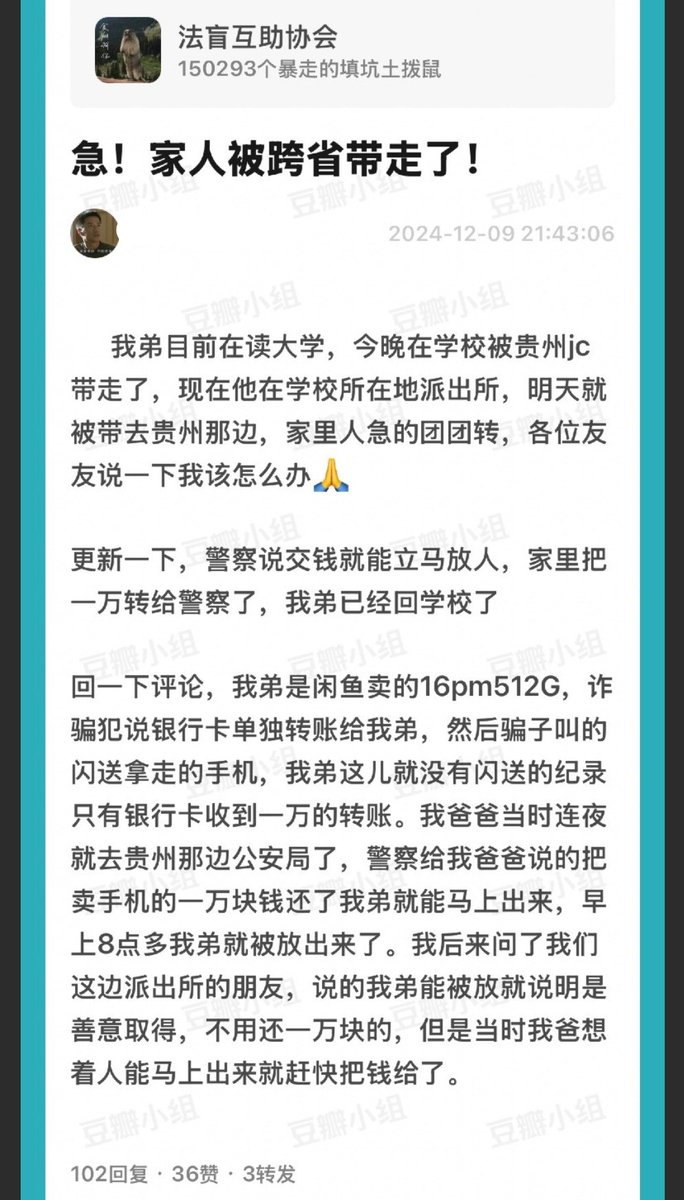 法盲互助协会
150293个暴走的填坑土拨鼠
急！家人被跨省带走了！
2024-12-09 21:43:06
我弟目前在读大学，今晚在学校被贵州jc
带走了，现在他在学校所在地派出所，明天就
被带去贵州那边，家里人急的团团转，各位友
友说一下我该怎么办🙏
更新一下，警察说交钱就能立马放人，家里把
一万转给警察了，我弟已经回学校了
回一下评论，我弟是闲鱼卖的16pm512G，诈
骗犯说银行卡单独转账给我弟，然后骗子叫的
闪送拿走的手机，我弟这儿就没有闪送的纪录
只有银行卡收到一万的转账。我爸爸当时连夜
就去贵州那边公安局了，警察给我爸爸说的把
卖手机的一万块钱还了我弟就能马上出来，早
上8点多我弟就被放出来了。我后来问了我们
这边派出所的朋友，说的我弟能被放就说明是
善意取得，不用还一万块的，但是当时我爸想
着人能马上出来就赶快把钱给了。
102回复 · 36赞 · 3转发
豆瓣小组